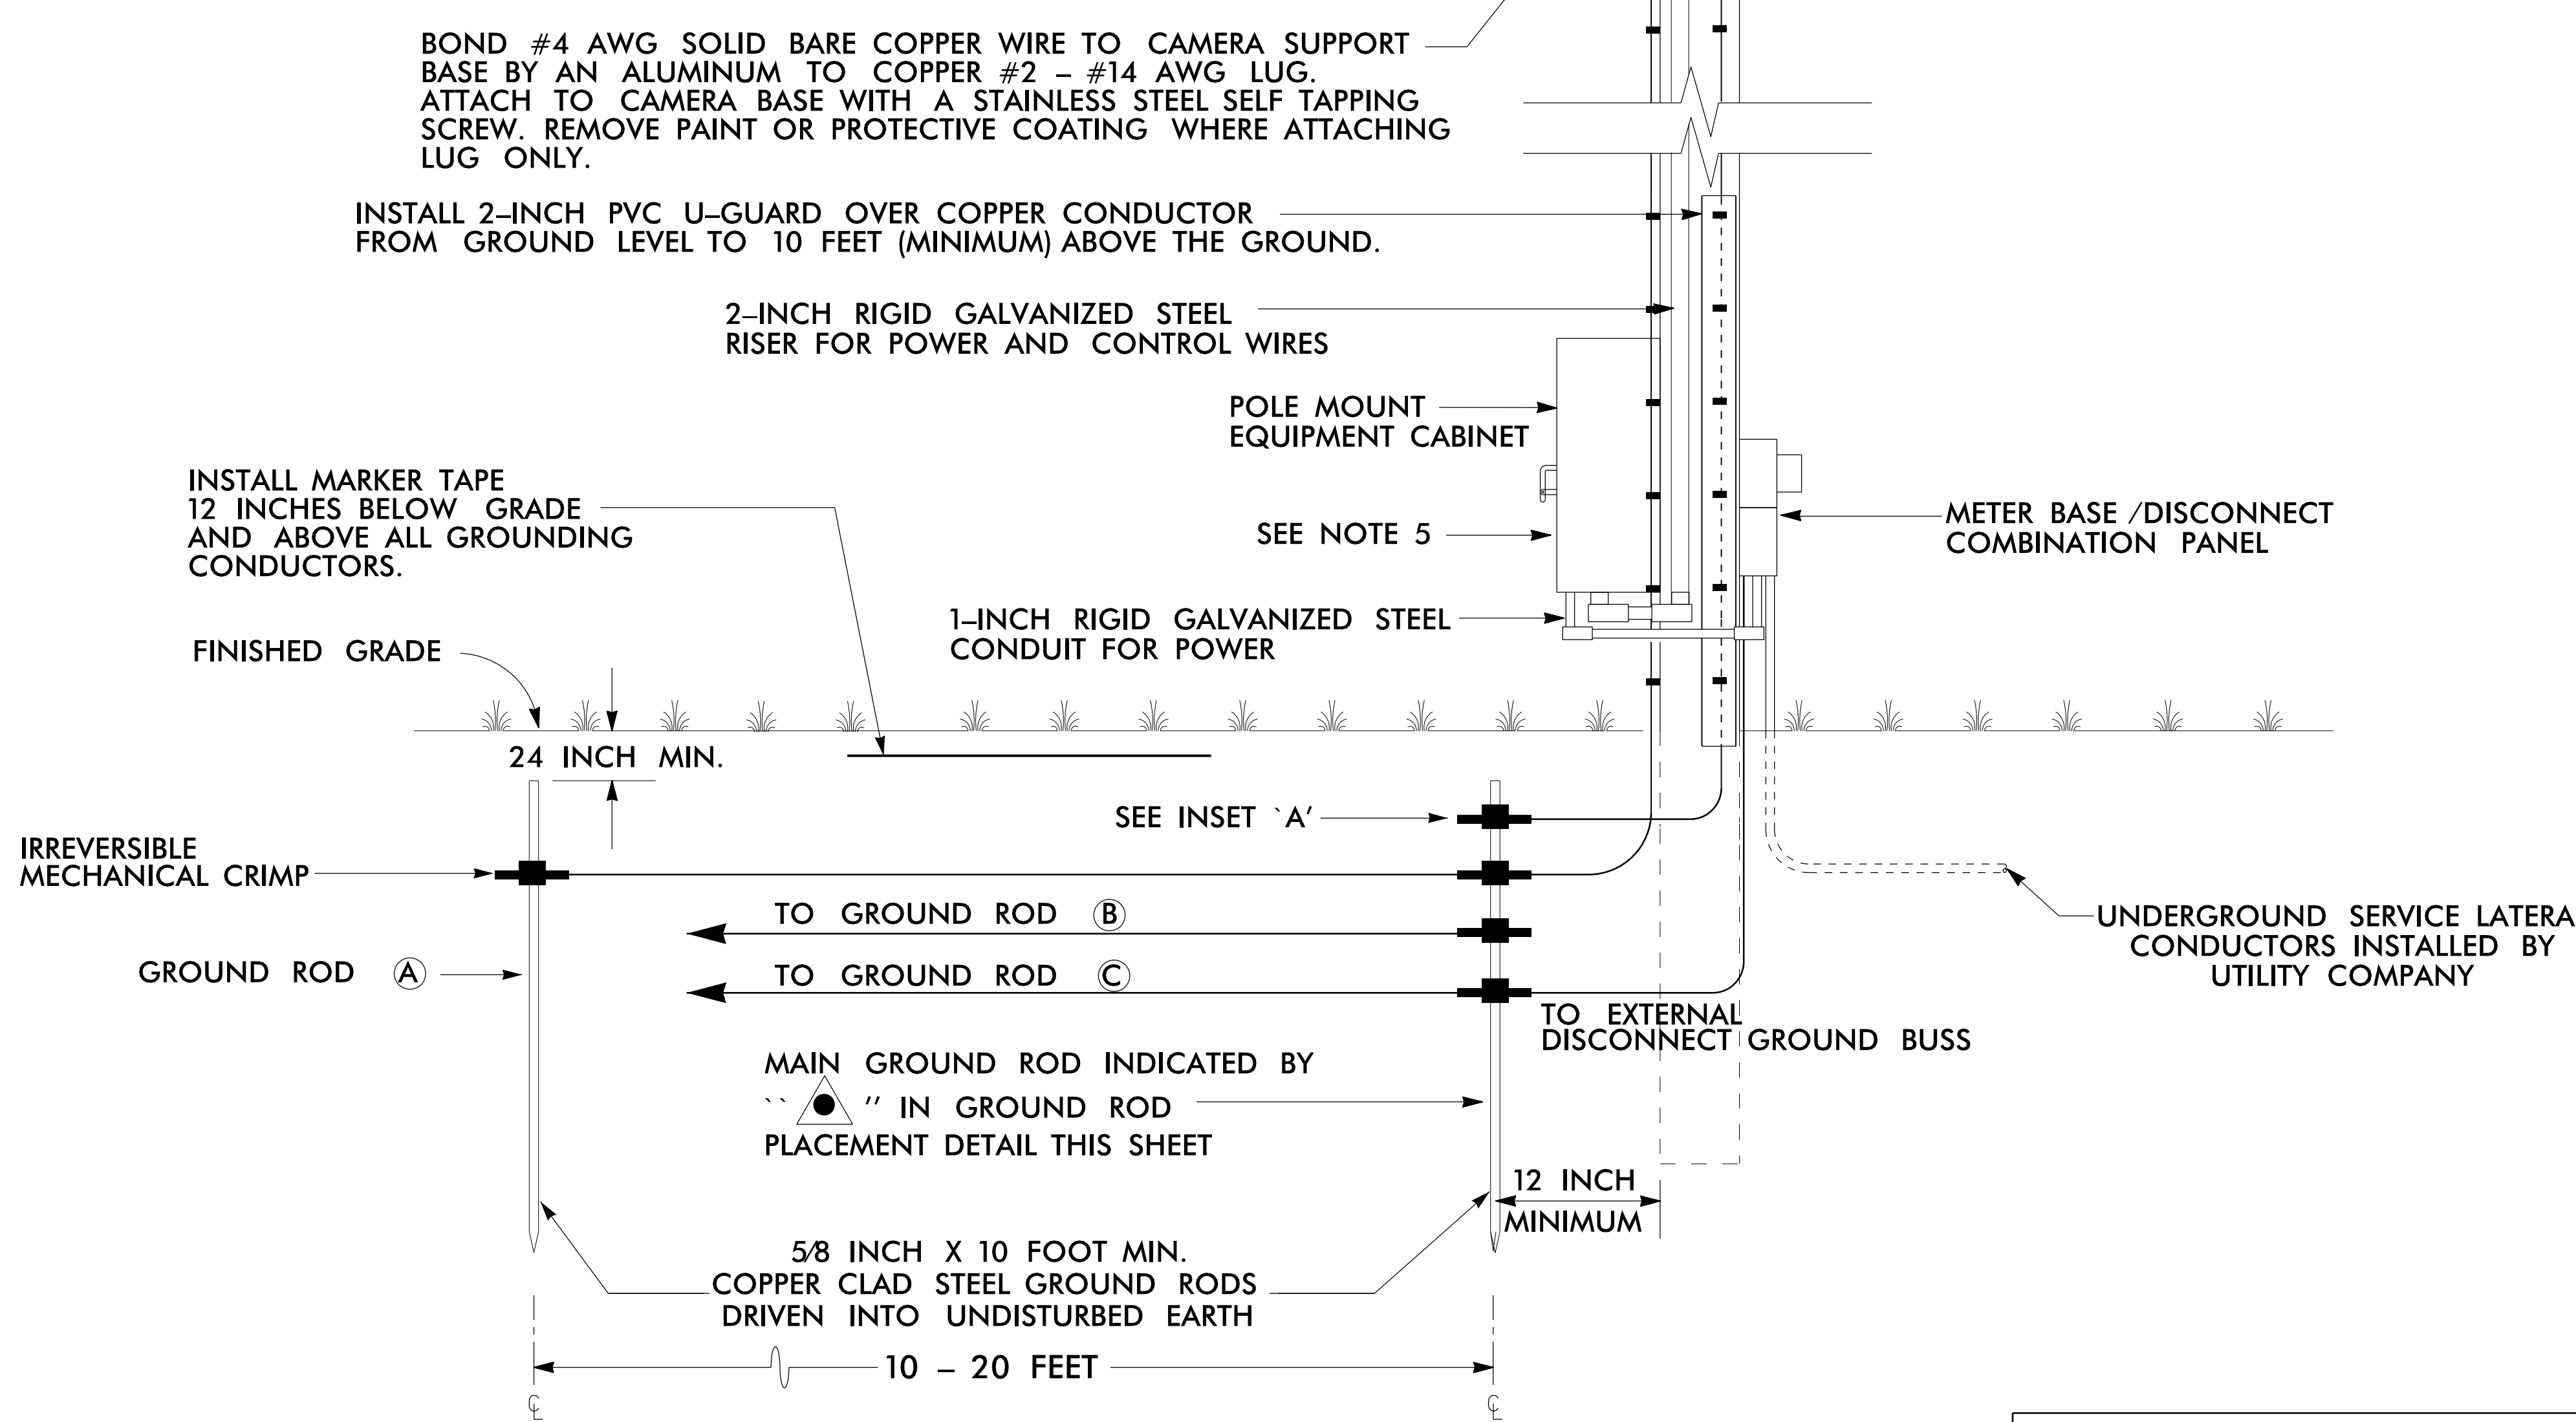 BOND #4 AWG SOLID BARE COPPER WIRE TO CAMERA SUPPORT
BASE BY AN ALUMINUM TO COPPER #2 – #14 AWG LUG.
ATTACH TO CAMERA BASE WITH A STAINLESS STEEL SELF TAPPING
SCREW. REMOVE PAINT OR PROTECTIVE COATING WHERE ATTACHING
LUG ONLY.
INSTALL 2–INCH PVC U–GUARD OVER COPPER CONDUCTOR
FROM GROUND LEVEL TO 10 FEET (MINIMUM) ABOVE THE GROUND.
2–INCH RIGID GALVANIZED STEEL
RISER FOR POWER AND CONTROL WIRES
POLE MOUNT
EQUIPMENT CABINET
INSTALL MARKER TAPE
12 INCHES BELOW GRADE
AND ABOVE ALL GROUNDING
CONDUCTORS.
SEE NOTE 5
METER BASE /DISCONNECT
COMBINATION PANEL
1–INCH RIGID GALVANIZED STEEL
CONDUIT FOR POWER
FINISHED GRADE
24 INCH MIN.
SEE INSET `A'
IRREVERSIBLE
MECHANICAL CRIMP
TO GROUND ROD B
GROUND ROD A
TO GROUND ROD C
UNDERGROUND SERVICE LATERA
CONDUCTORS INSTALLED BY
UTILITY COMPANY
TO EXTERNAL
DISCONNECT GROUND BUSS
MAIN GROUND ROD INDICATED BY
`` '' IN GROUND ROD
PLACEMENT DETAIL THIS SHEET
12 INCH
MINIMUM
5/8 INCH X 10 FOOT MIN.
COPPER CLAD STEEL GROUND RODS
DRIVEN INTO UNDISTURBED EARTH
10 – 20 FEET
℄ ℄